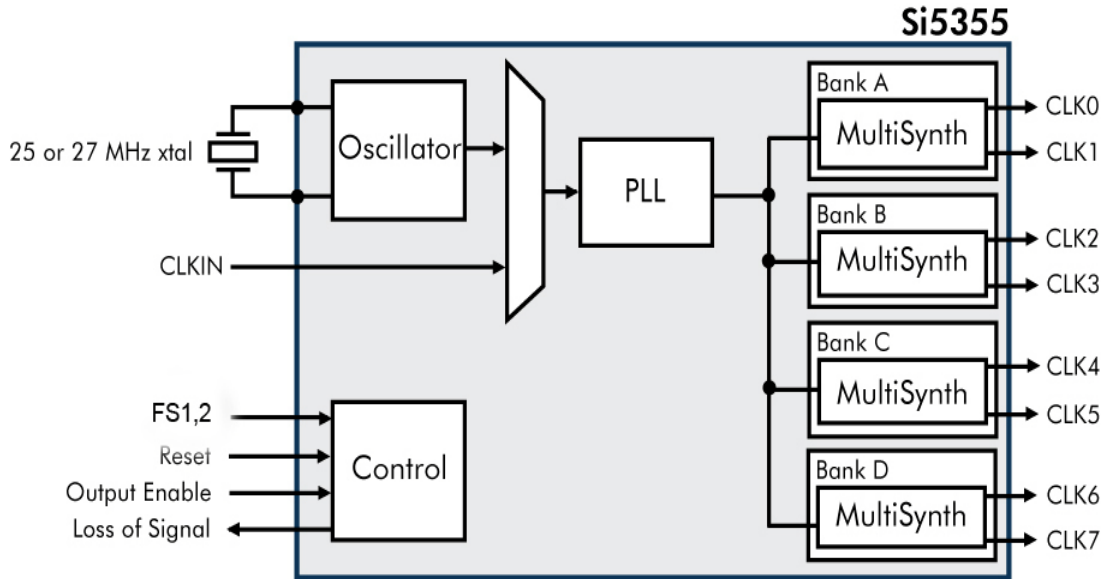 Si5355
25 or 27 MHz xtal
Oscillator
CLKIN
PLL
Bank A
MultiSynth
CLK0
CLK1
Bank B
MultiSynth
CLK2
CLK3
Bank C
MultiSynth
CLK4
CLK5
Bank D
MultiSynth
CLK6
CLK7
FS1,2
Reset
Output Enable
Loss of Signal
Control